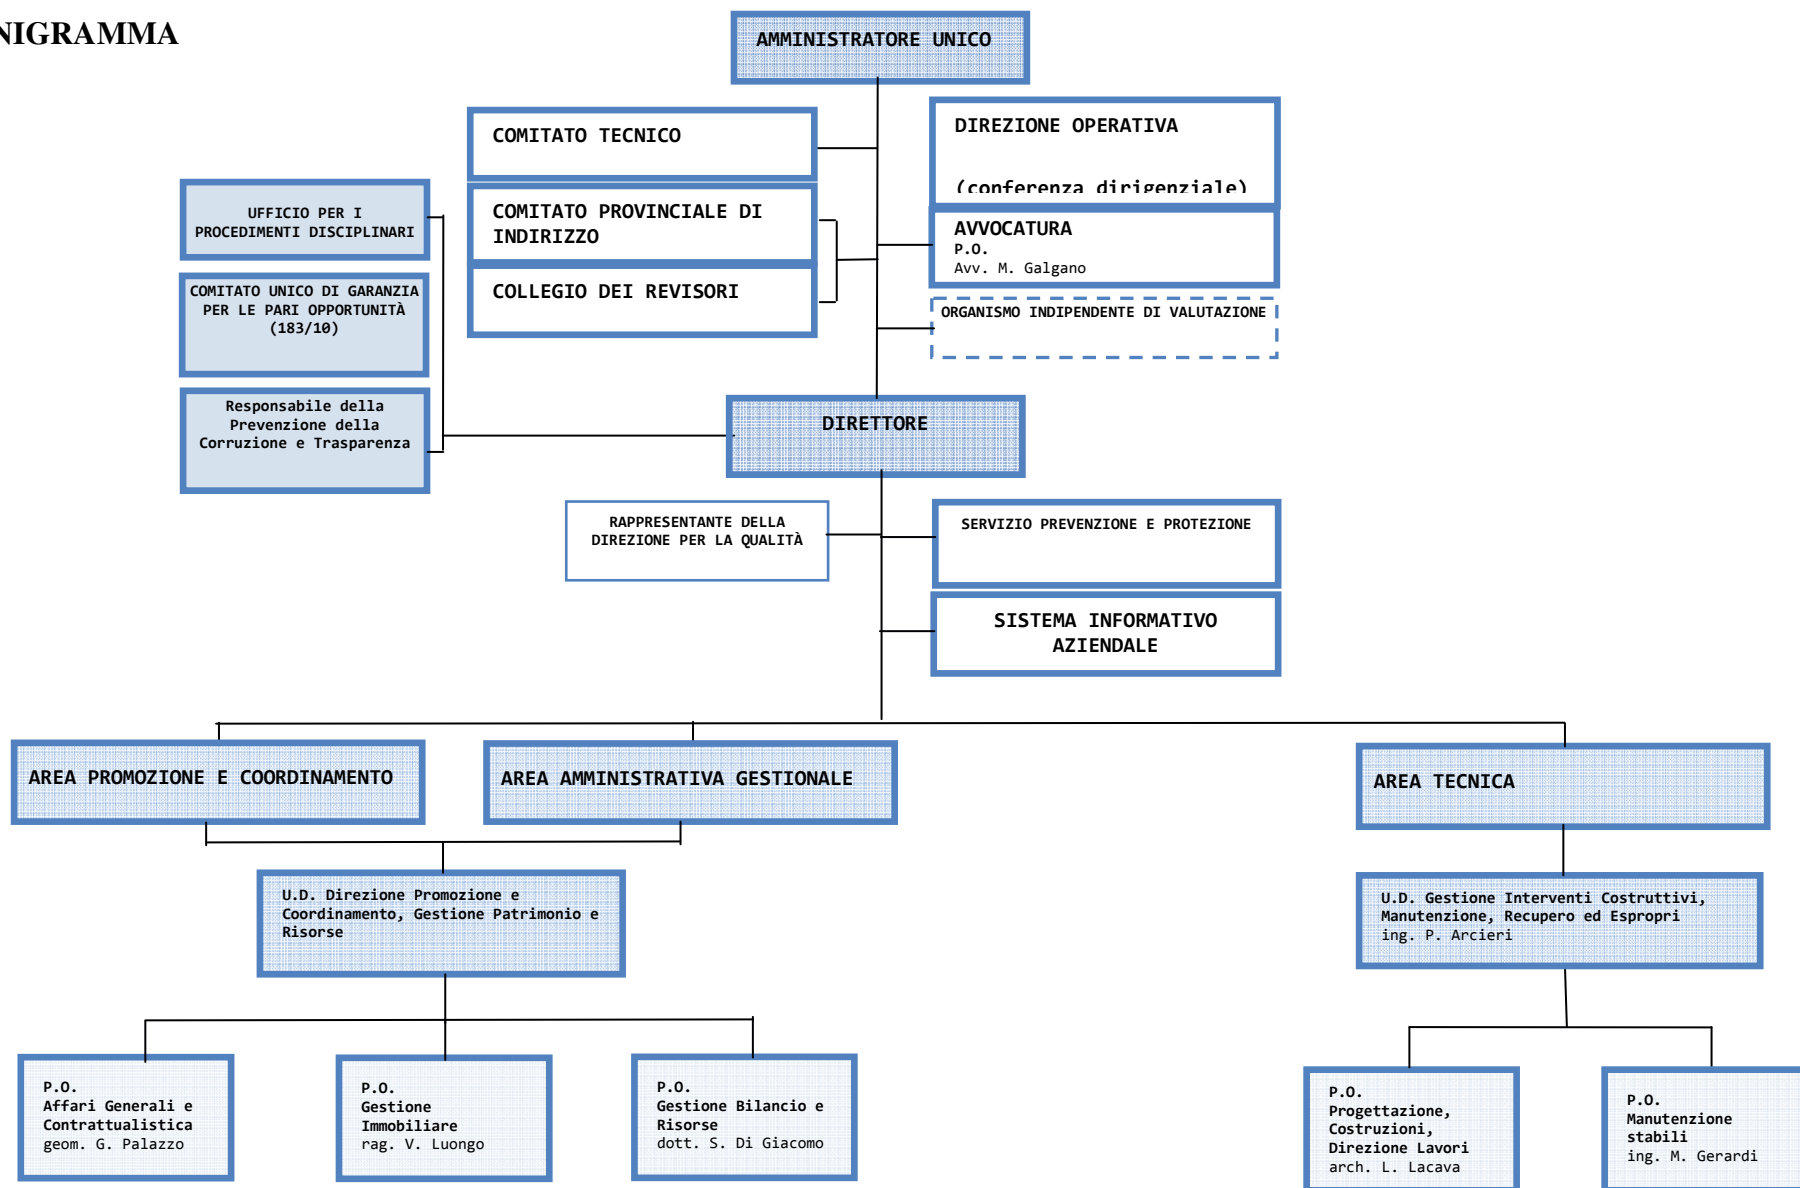 NIGRAMMA
AMMINISTRATORE UNICO
COMITATO TECNICO
DIREZIONE OPERATIVA
(conferenza dirigenziale)
UFFICIO PER I
PROCEDIMENTI DISCIPLINARI
COMITATO PROVINCIALE DI
INDIRIZZO
AVVOCATURA
P.O.
Avv. M. Galgano
COMITATO UNICO DI GARANZIA
PER LE PARI OPPORTUNITÀ
(183/10)
COLLEGIO DEI REVISORI
ORGANISMO INDIPENDENTE DI VALUTAZIONE
Responsabile della
Prevenzione della
Corruzione e Trasparenza
DIRETTORE
RAPPRESENTANTE DELLA
DIREZIONE PER LA QUALITÀ
SERVIZIO PREVENZIONE E PROTEZIONE
SISTEMA INFORMATIVO
AZIENDALE
AREA PROMOZIONE E COORDINAMENTO
AREA AMMINISTRATIVA GESTIONALE
AREA TECNICA
U.D. Direzione Promozione e
Coordinamento, Gestione Patrimonio e
Risorse
U.D. Gestione Interventi Costruttivi,
Manutenzione, Recupero ed Espropri
ing. P. Arcieri
P.O.
Affari Generali e
Contrattualistica
geom. G. Palazzo
P.O.
Gestione
Immobiliare
rag. V. Luongo
P.O.
Gestione Bilancio e
Risorse
dott. S. Di Giacomo
P.O.
Progettazione,
Costruzioni,
Direzione Lavori
arch. L. Lacava
P.O.
Manutenzione
stabili
ing. M. Gerardi